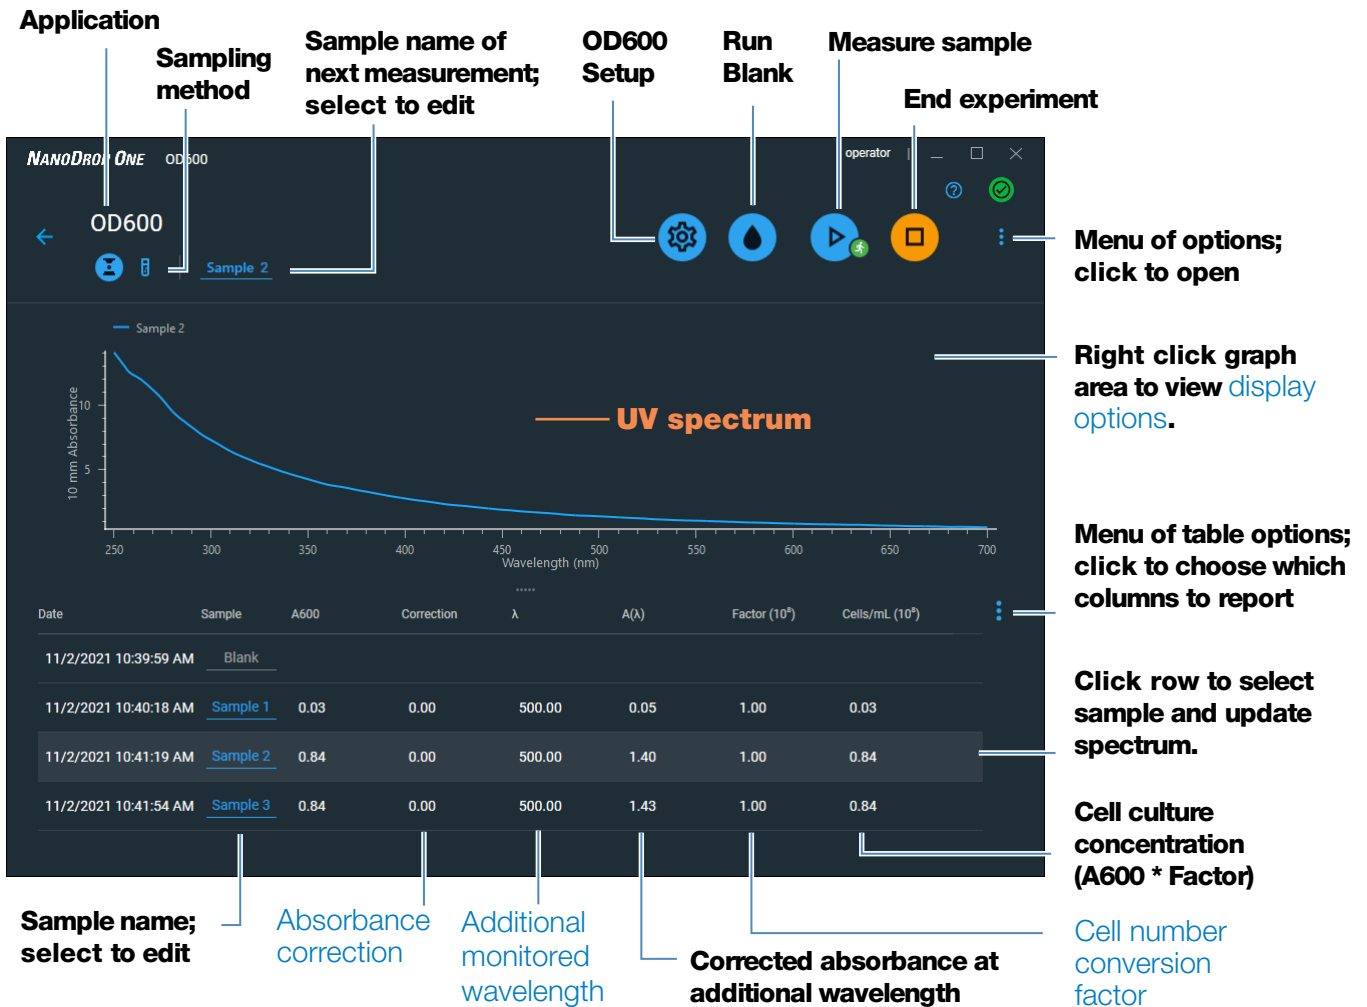 Application
Sampling
method
Sample name of
next measurement;
select to edit
OD600
Setup
Run
Blank
Measure sample
End experiment
NANODROP ONE OD600
operator
OD600
Sample 2
Menu of options;
click to open
Sample 2
10 mm Absorbance
10
5
UV spectrum
250 300 350 400 450 500 550 600 650 700
Wavelength (nm)
Right click graph
area to view display
options.
Menu of table options;
click to choose which
columns to report
Date Sample A600 Correction λ A(λ) Factor (10⁸) Cells/mL (10⁸)
11/2/2021 10:39:59 AM Blank
11/2/2021 10:40:18 AM Sample 1 0.03 0.00 500.00 0.05 1.00 0.03
11/2/2021 10:41:19 AM Sample 2 0.84 0.00 500.00 1.40 1.00 0.84
11/2/2021 10:41:54 AM Sample 3 0.84 0.00 500.00 1.43 1.00 0.84
Click row to select
sample and update
spectrum.
Cell culture
concentration
(A600 * Factor)
Sample name;
select to edit
Absorbance
correction
Additional
monitored
wavelength
Corrected absorbance at
additional wavelength
Cell number
conversion
factor